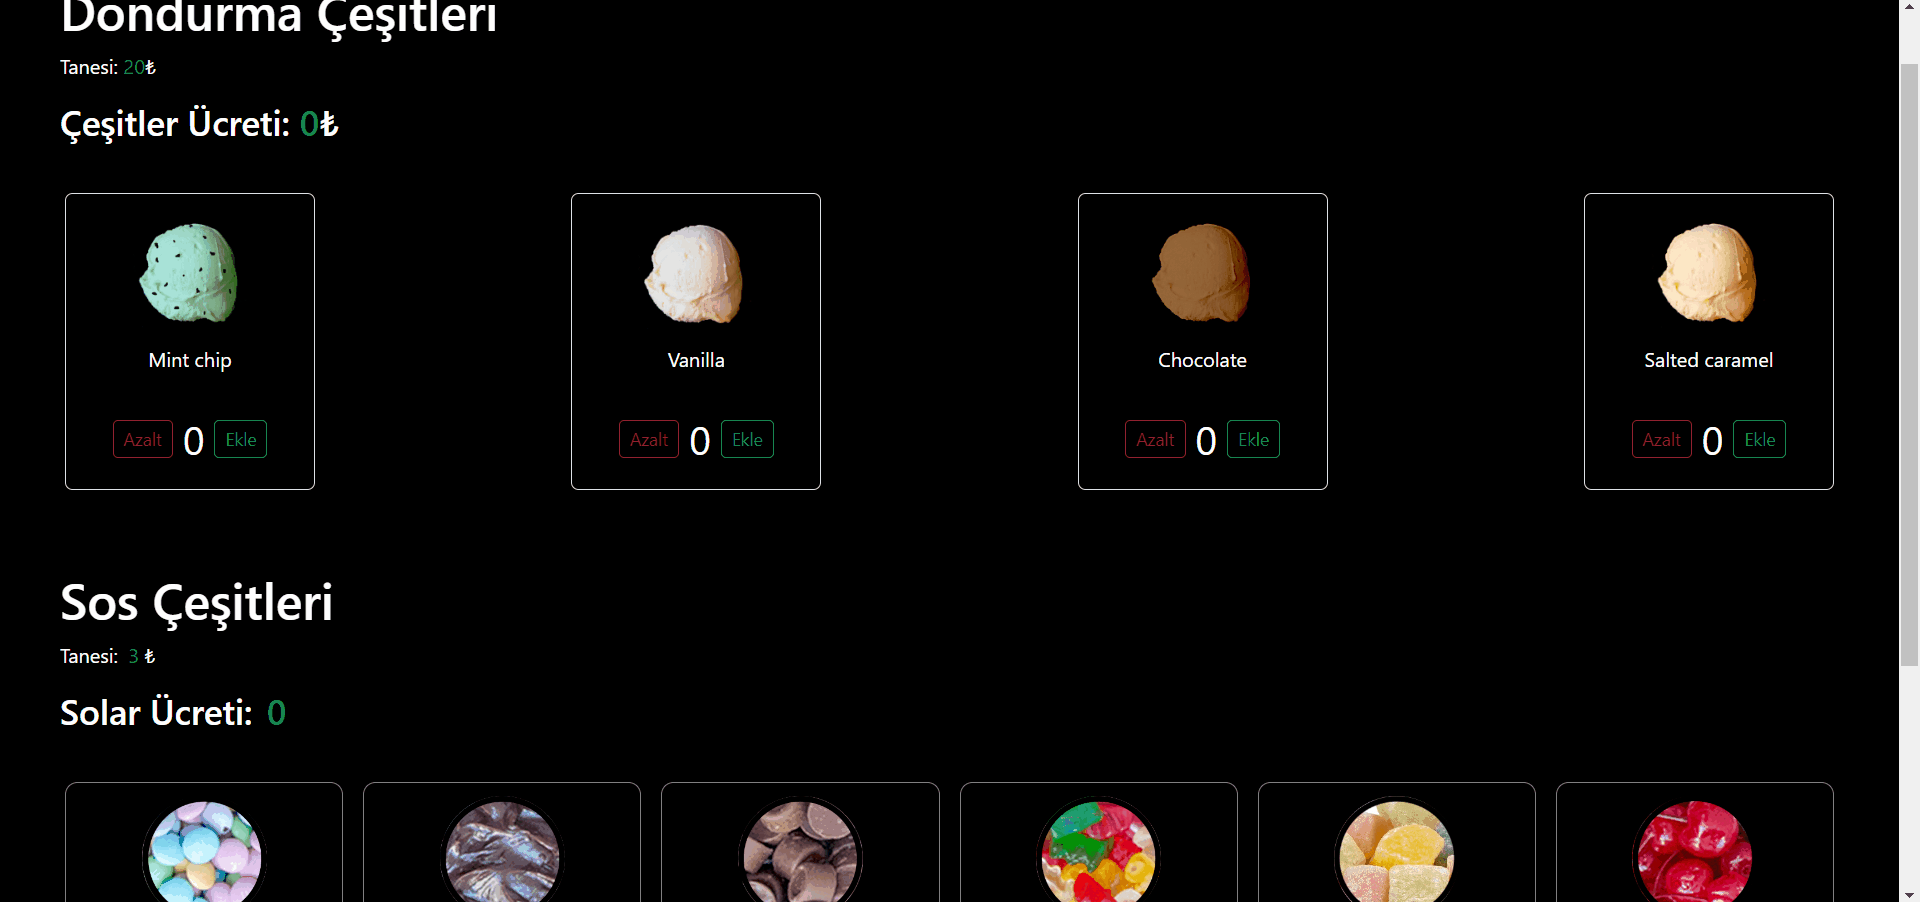 Dondurma Çeşitleri
Tanesi: 20₺
Çeşitler Ücreti: 0₺
Mint chip
Azalt 0 Ekle
Vanilla
Azalt 0 Ekle
Chocolate
Azalt 0 Ekle
Salted caramel
Azalt 0 Ekle
Sos Çeşitleri
Tanesi: 3 ₺
Solar Ücreti: 0